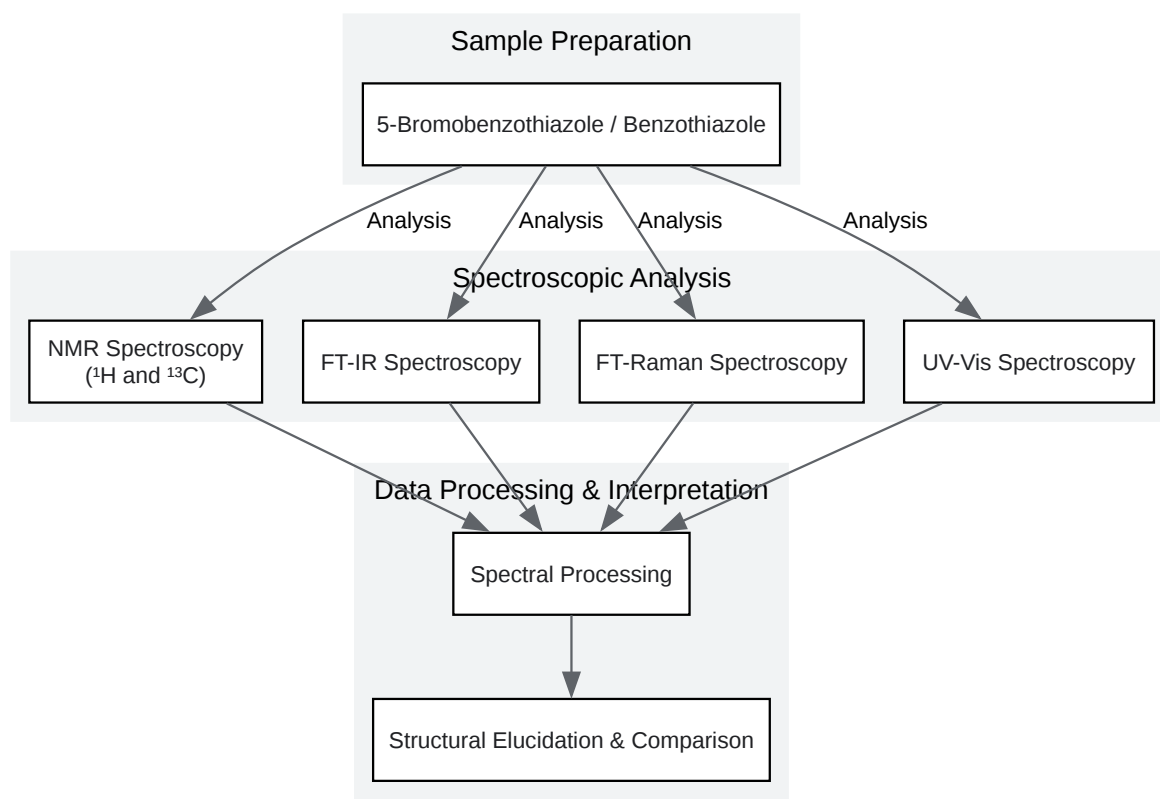 Sample Preparation
5-Bromobenzothiazole / Benzothiazole
Analysis
Analysis
Analysis
Analysis
Spectroscopic Analysis
NMR Spectroscopy
(¹H and ¹³C)
FT-IR Spectroscopy
FT-Raman Spectroscopy
UV-Vis Spectroscopy
Data Processing & Interpretation
Spectral Processing
Structural Elucidation & Comparison